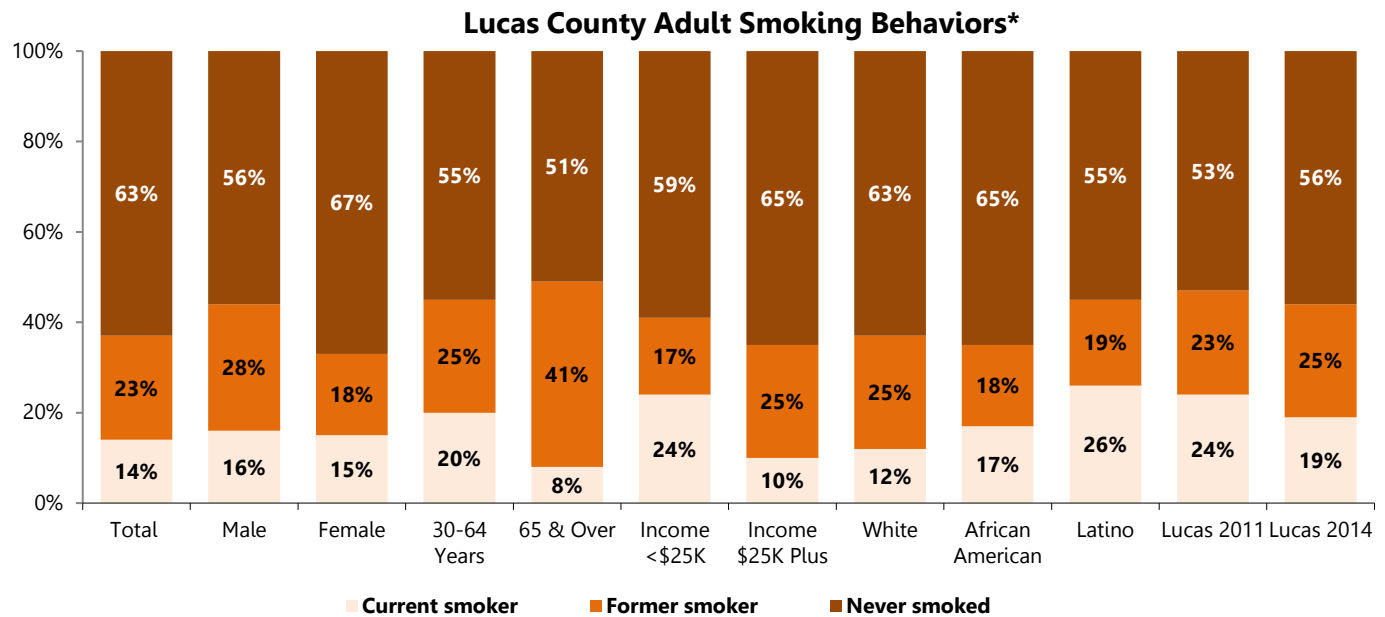 Lucas County Adult Smoking Behaviors*
100%
80%
60%
40%
20%
0%
63% 56% 67% 55% 51% 59% 65% 63% 65% 55% 53% 56%
23% 28% 18% 25% 41% 17% 25% 25% 18% 19% 23% 25%
14% 16% 15% 20% 8% 24% 10% 12% 17% 26% 24% 19%
Total Male Female 30-64 65 & Over Income Income White African Latino Lucas 2011 Lucas 2014
Years <$25K $25K Plus American
Current smoker Former smoker Never smoked